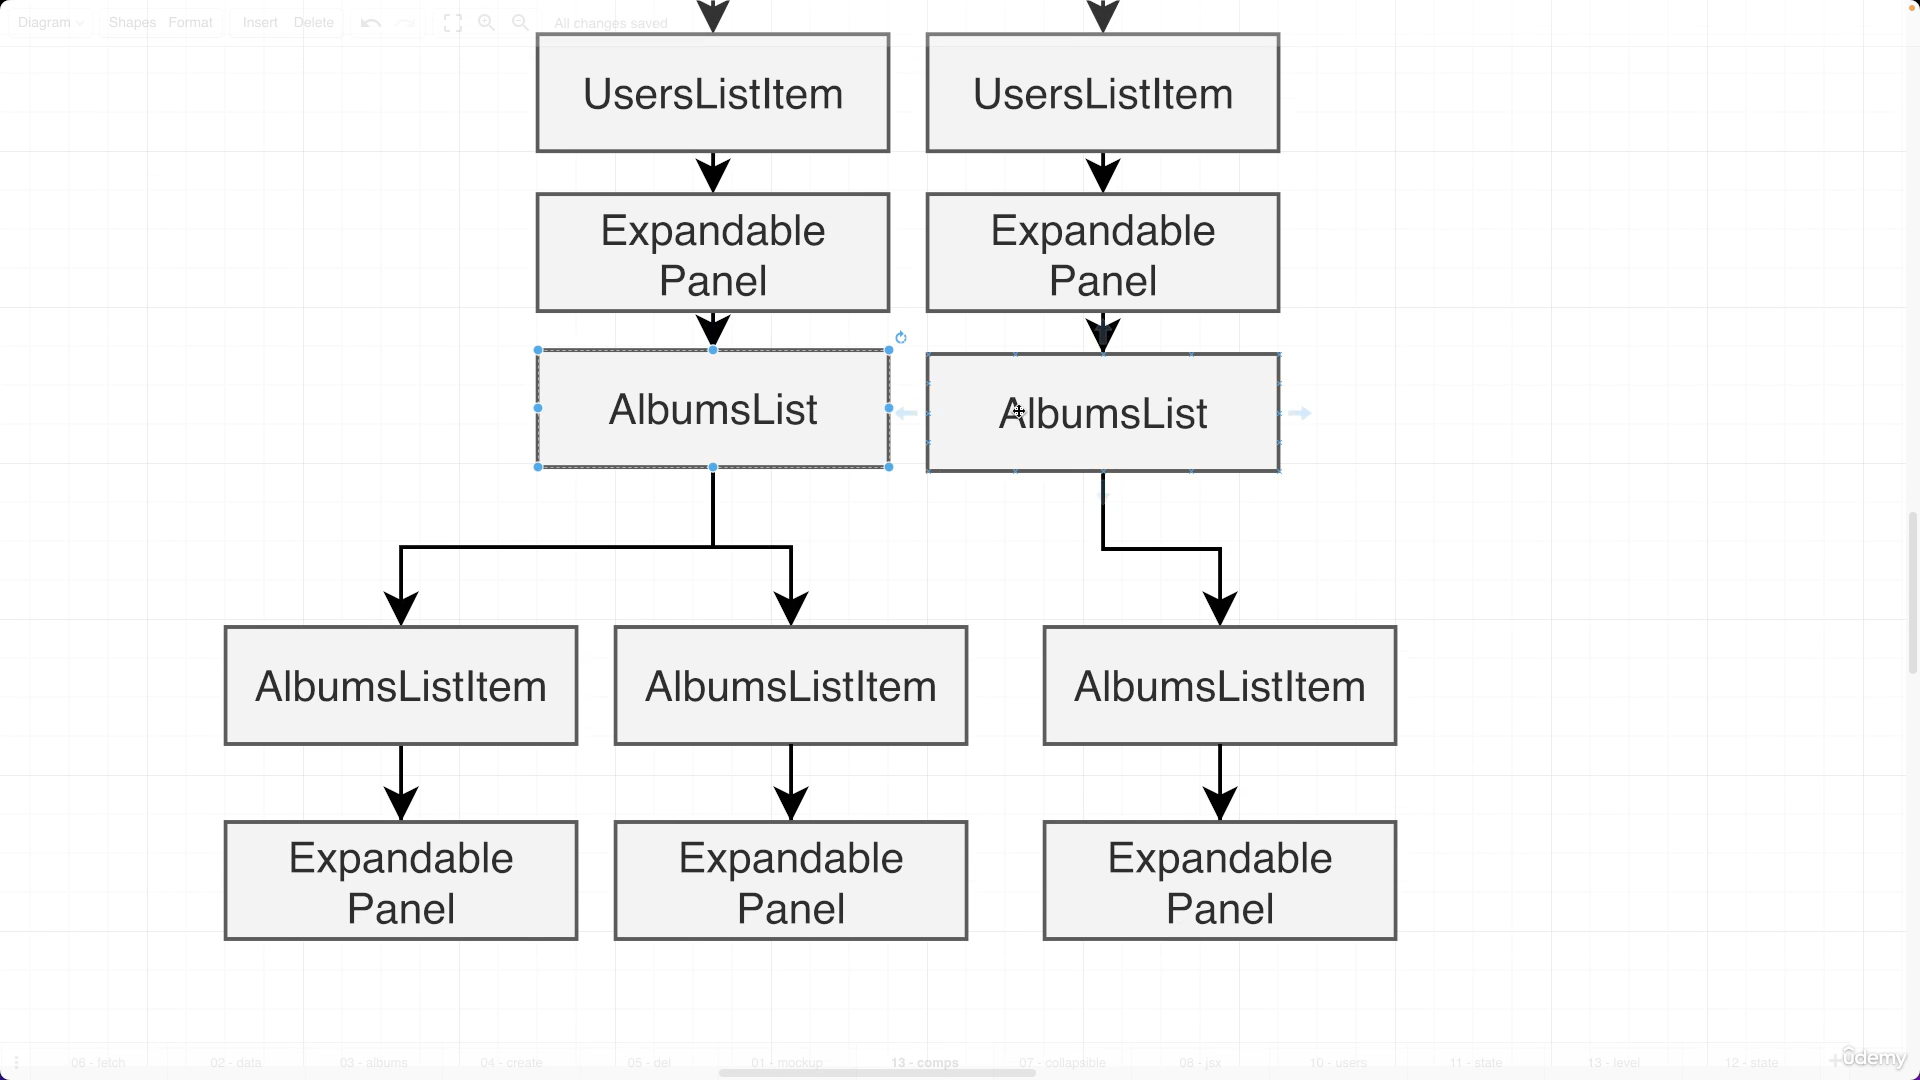 Diagram Shapes Format Insert Delete All changes saved
UsersListItem UsersListItem
Expandable Expandable
Panel Panel
AlbumsList AlbumsList
AlbumsListItem AlbumsListItem AlbumsListItem
Expandable Expandable Expandable
Panel Panel Panel
06 - fetch 02 - data 03 - albums 04 - create 05 - del 01 - mockup 13 - comps 07 - collapsible 08 - jsx 10 - users 11 - state 13 - level 12 - state
ûdemy